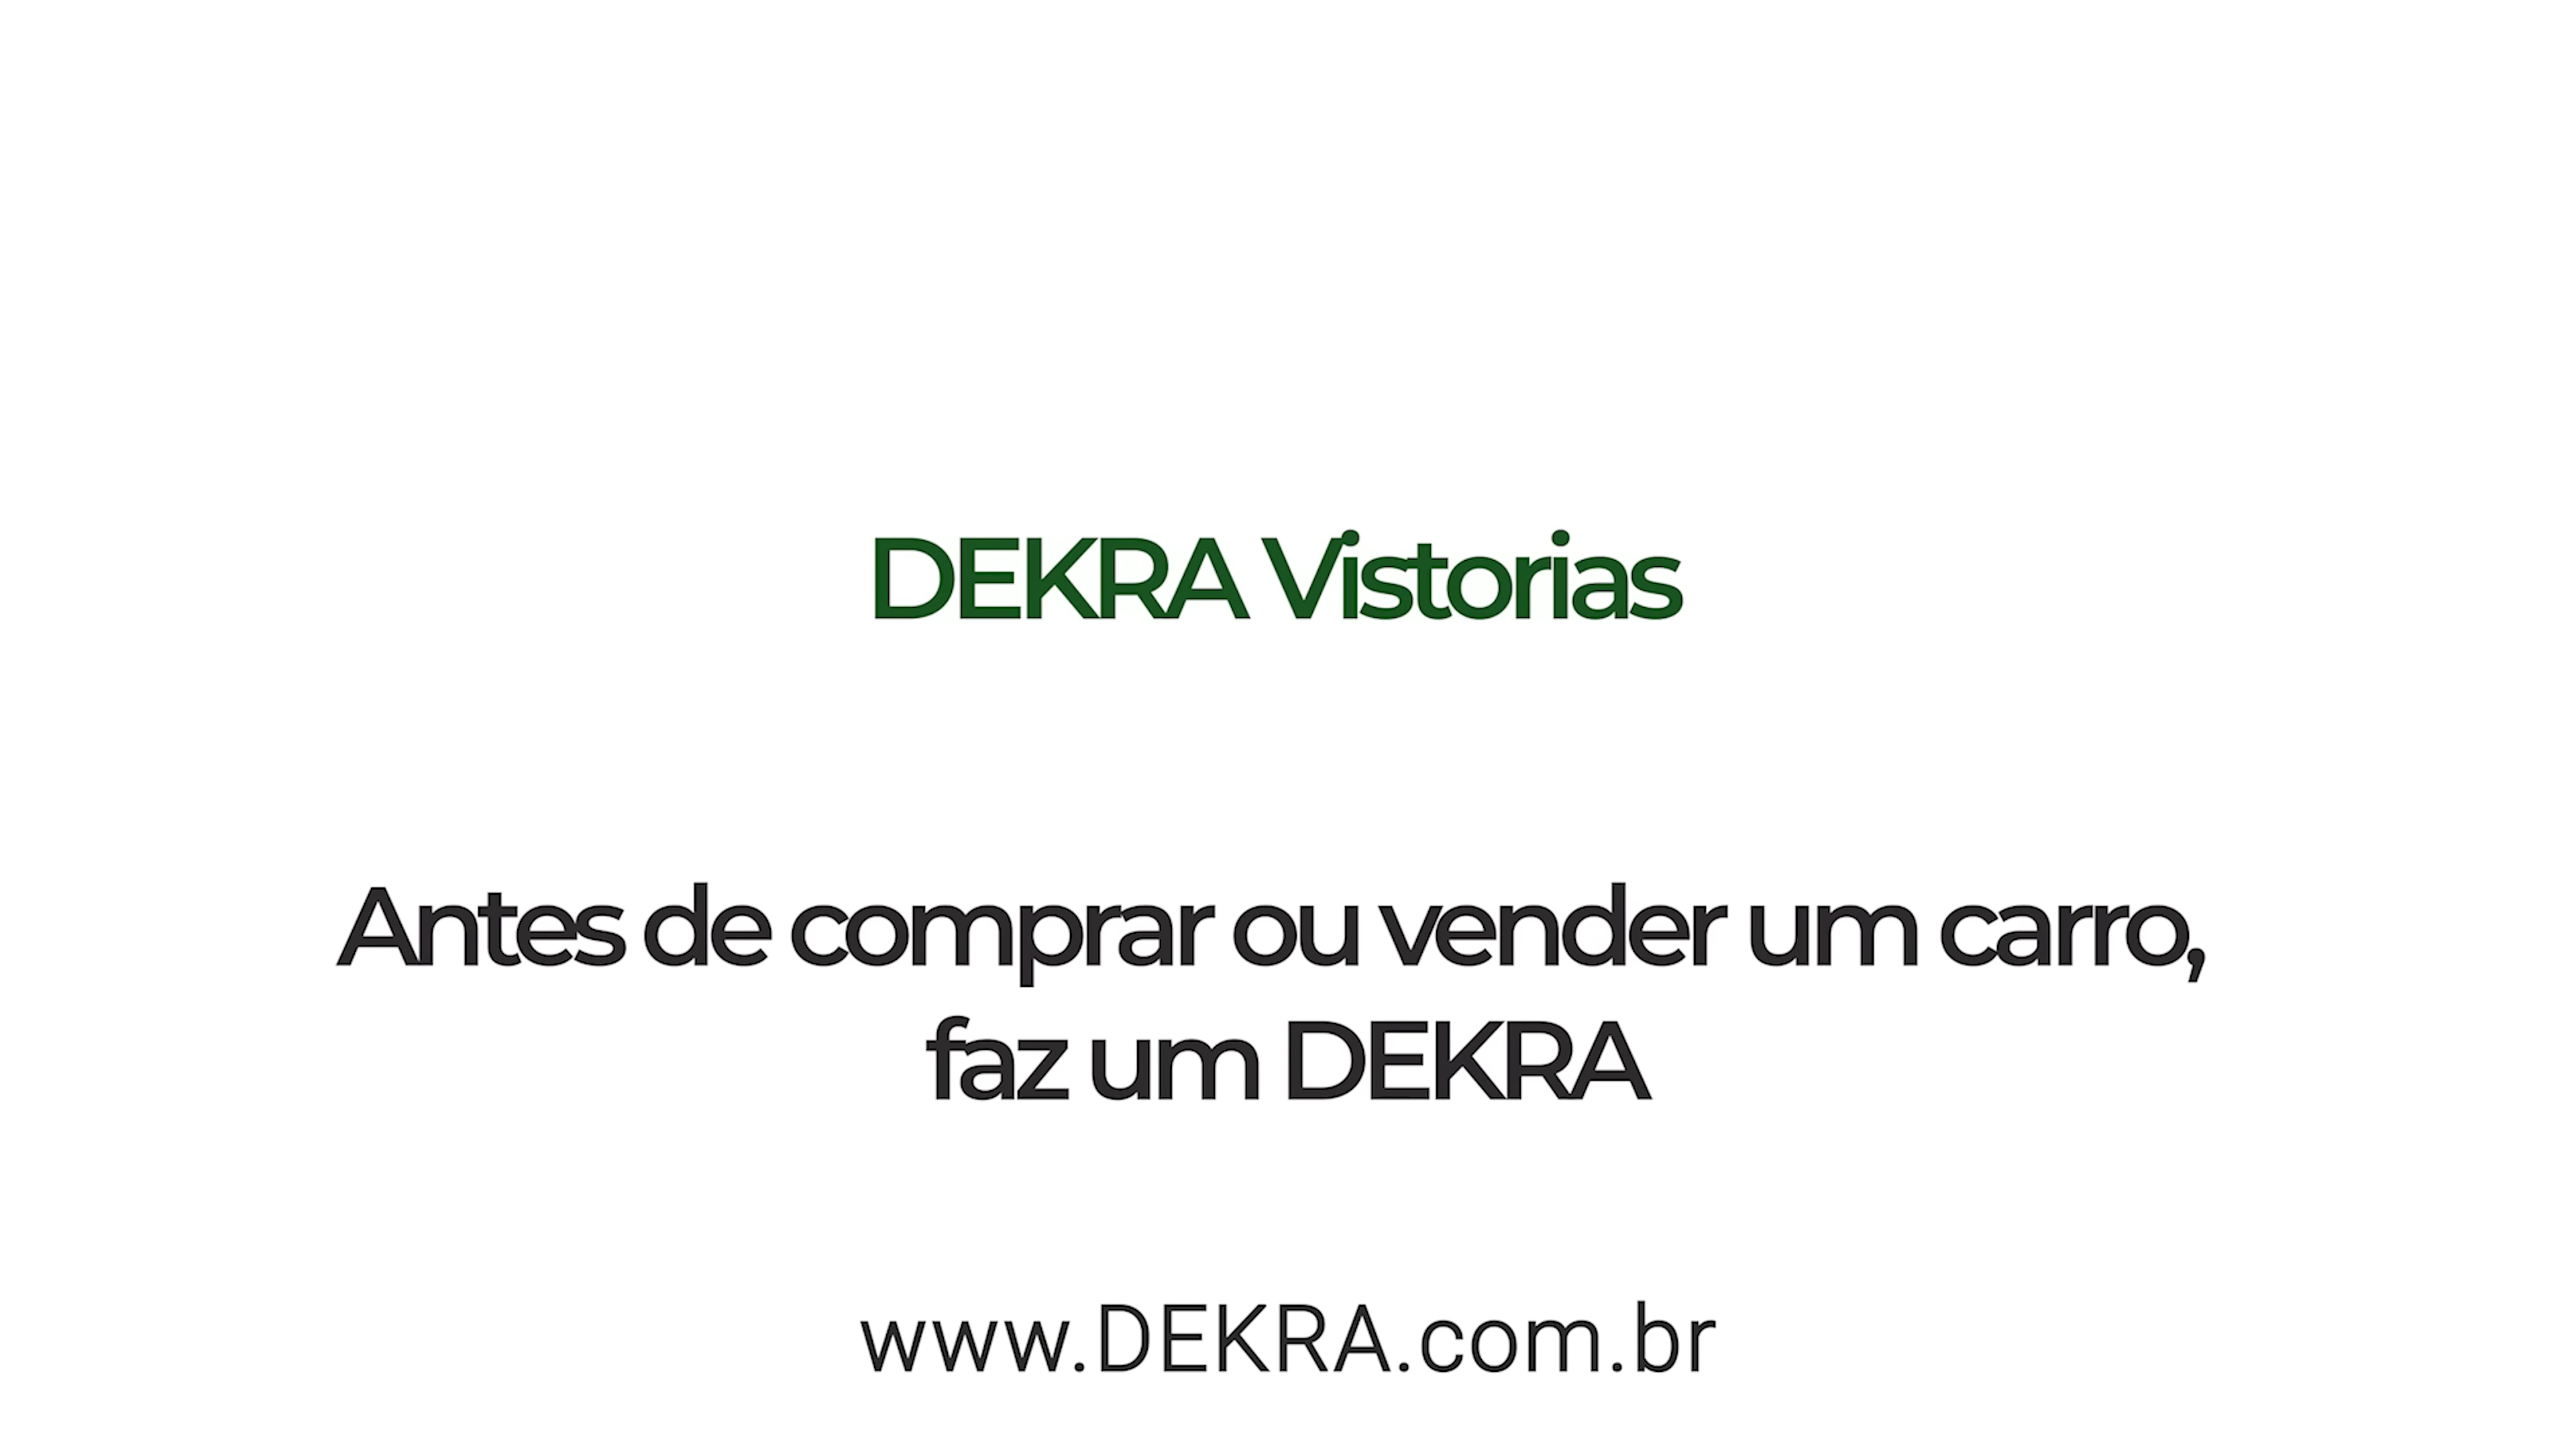 DEKRA Vistorias
Antes de comprar ou vender um carro,
faz um DEKRA
www.DEKRA.com.br